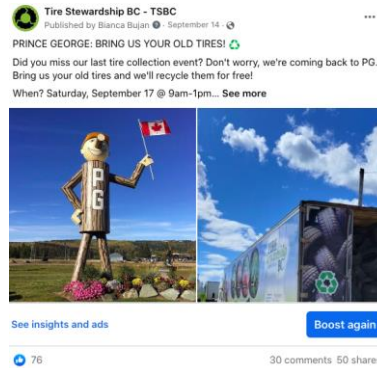 Tire Stewardship BC - TSBC
Published by Bianca Bujan · September 14 ·
PRINCE GEORGE: BRING US YOUR OLD TIRES!
Did you miss our last tire collection event? Don't worry, we're coming back to PG.
Bring us your old tires and we'll recycle them for free!
When? Saturday, September 17 @ 9am-1pm... See more
PG
See insights and ads
Boost again
76
30 comments 50 share